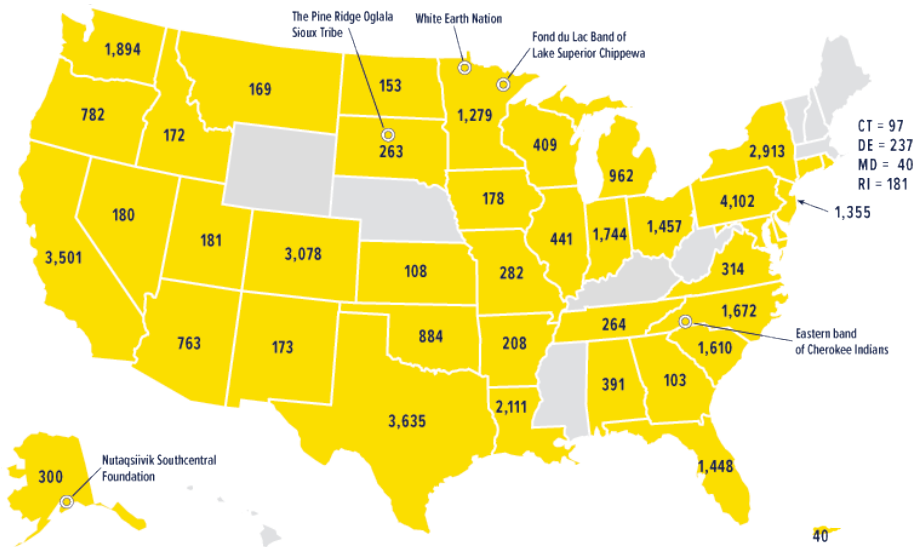 The Pine Ridge Oglala
Sioux Tribe
White Earth Nation
Fond du Lac Band of
Lake Superior Chippewa
1,894
169
153
1,279
782
172
263
409
962
2,913
CT = 97
DE = 237
MD = 40
RI = 181
178
4,102
1,355
180
181
3,078
441
1,744
1,457
3,501
108
282
314
763
173
884
208
264
1,672
1,610
Eastern band
of Cherokee Indians
391
103
2,111
3,635
1,448
300
Nutaqsiivik Southcentral
Foundation
40